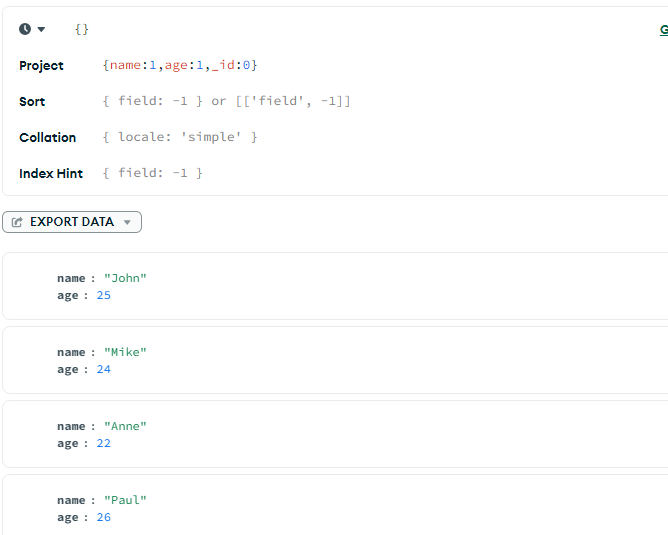 {}
G
Project {name:1,age:1,_id:0}
Sort { field: -1 } or [['field', -1]]
Collation { locale: 'simple' }
Index Hint { field: -1 }
EXPORT DATA
name : "John"
age : 25
name : "Mike"
age : 24
name : "Anne"
age : 22
name : "Paul"
age : 26